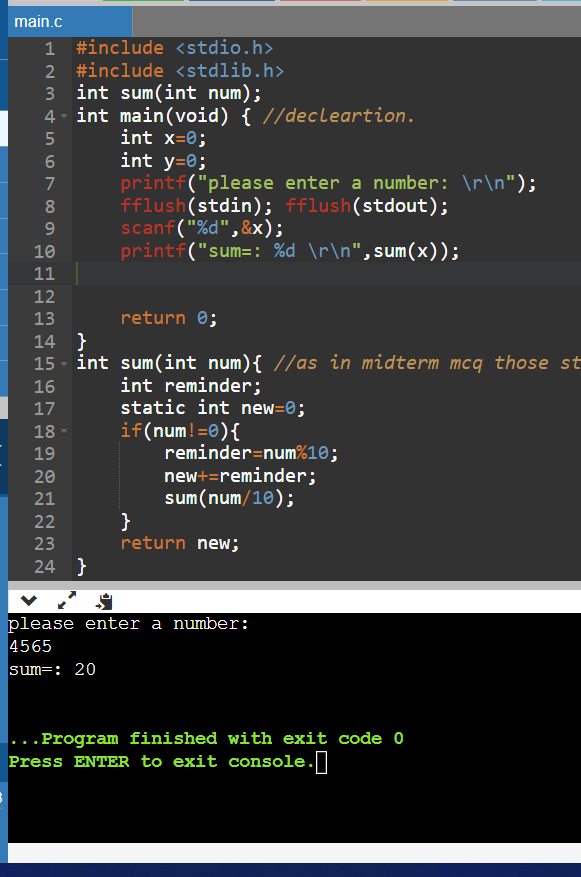 main.c
1 #include <stdio.h>
2 #include <stdlib.h>
3 int sum(int num);
4 int main(void) { //decleartion.
5 int x=0;
6 int y=0;
7 printf("please enter a number: \r\n");
8 fflush(stdin); fflush(stdout);
9 scanf("%d",&x);
10 printf("sum=: %d \r\n",sum(x));
11
12
13 return 0;
14 }
15 int sum(int num){ //as in midterm mcq those st
16 int reminder;
17 static int new=0;
18 if(num!=0){
19 reminder=num%10;
20 new+=reminder;
21 sum(num/10);
22 }
23 return new;
24 }
please enter a number:
4565
sum=: 20
...Program finished with exit code 0
Press ENTER to exit console.